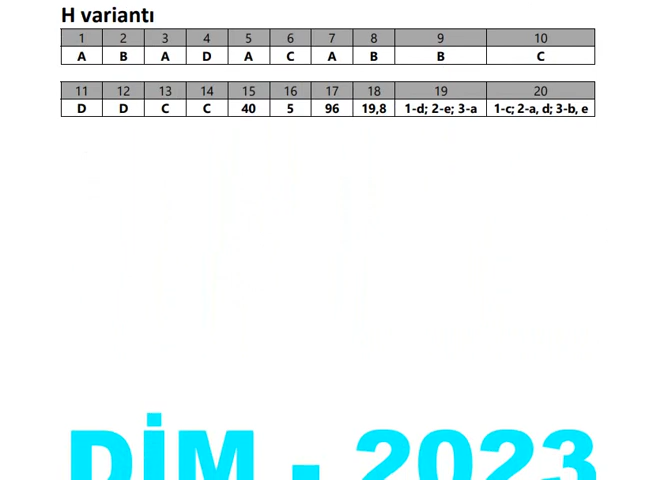 H variantı
1 2 3 4 5 6 7 8 9 10
A B A D A C A B B C
11 12 13 14 15 16 17 18 19 20
D D C C 40 5 96 19,8 1-d; 2-e; 3-a 1-c; 2-a, d; 3-b, e
DİM - 2023